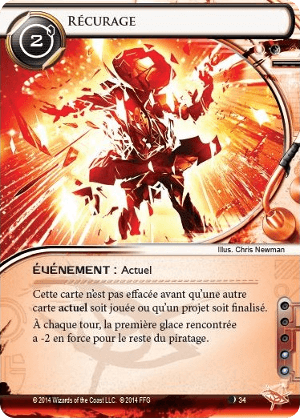 RÉCURAGE
2
Illus. Chris Newman
ÉVÉNEMENT : Actuel
Cette carte n'est pas effacée avant qu'une autre
carte actuel soit jouée ou qu'un projet soit finalisé.
À chaque tour, la première glace rencontrée
a -2 en force pour le reste du piratage.
© 2014 Wizards of the Coast LLC. ® 2014 FFG
34